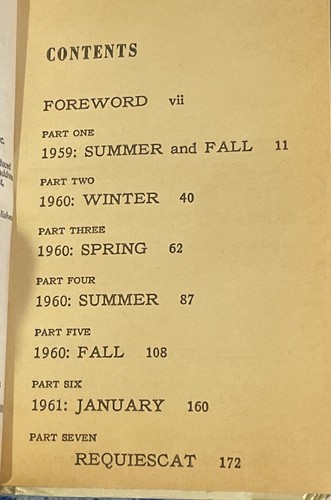 CONTENTS
FOREWORD vii
PART ONE
1959: SUMMER and FALL 11
PART TWO
1960: WINTER 40
PART THREE
1960: SPRING 62
PART FOUR
1960: SUMMER 87
PART FIVE
1960: FALL 108
PART SIX
1961: JANUARY 160
PART SEVEN
REQUIESCAT 172